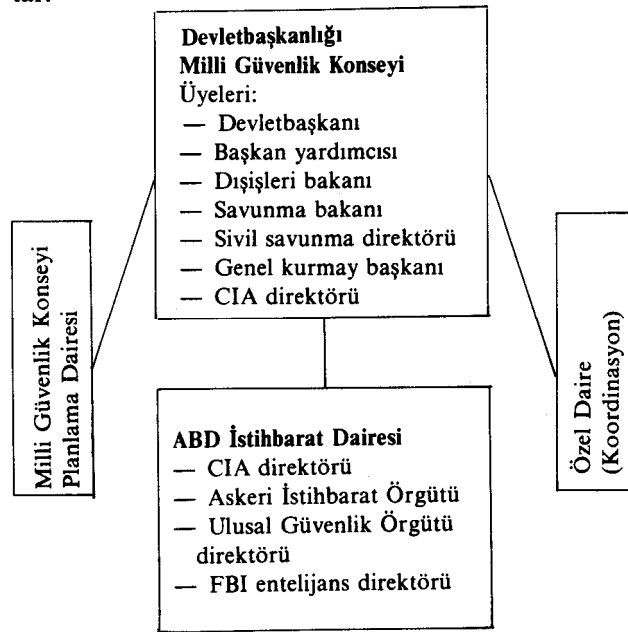 Devletbaşkanlığı
Milli Güvenlik Konseyi
Üyeleri:
— Devletbaşkanı
— Başkan yardımcısı
— Dışişleri bakanı
— Savunma bakanı
— Sivil savunma direktörü
— Genel kurmay başkanı
— CIA direktörü
Milli Güvenlik Konseyi
Planlama Dairesi
Özel Daire
(Koordinasyon)
ABD İstihbarat Dairesi
— CIA direktörü
— Askeri İstihbarat Örgütü
— Ulusal Güvenlik Örgütü
direktörü
— FBI entelijans direktörü